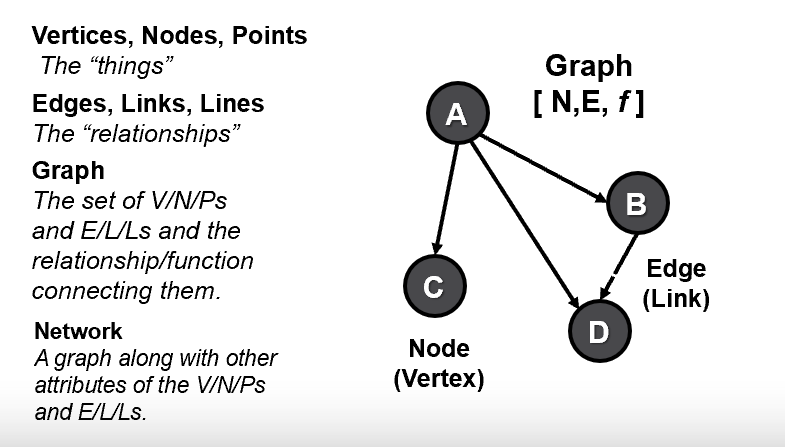 Vertices, Nodes, Points
The “things”
Edges, Links, Lines
The “relationships”
Graph
The set of V/N/Ps
and E/L/Ls and the
relationship/function
connecting them.
Network
A graph along with other
attributes of the V/N/Ps
and E/L/Ls.
Graph
[ N,E, f ]
A
B
C
D
Edge
(Link)
Node
(Vertex)